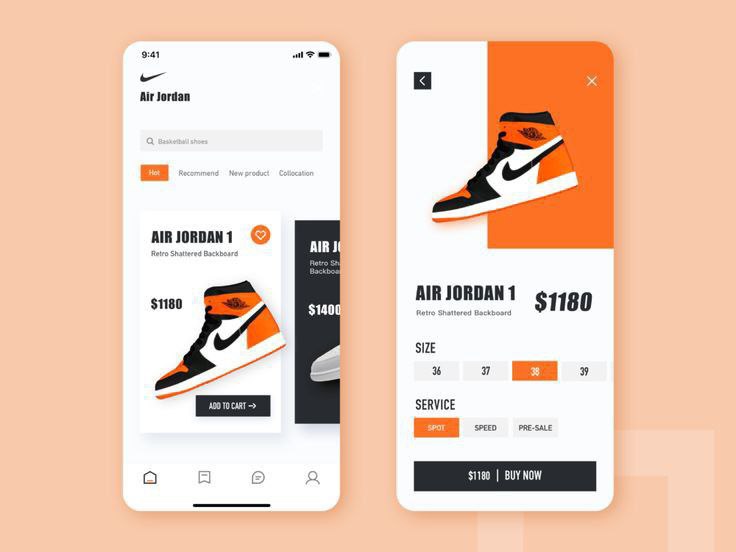 9:41
Air Jordan
Basketball shoes
Hot
Recommend
New product
Collocation
AIR JORDAN 1
Retro Shattered Backboard
$1180
ADD TO CART →
AIR J
Retro Sh
Backboa
$1400
AIR JORDAN 1
Retro Shattered Backboard
$1180
SIZE
36
37
38
39
SERVICE
SPOT
SPEED
PRE-SALE
$1180 | BUY NOW